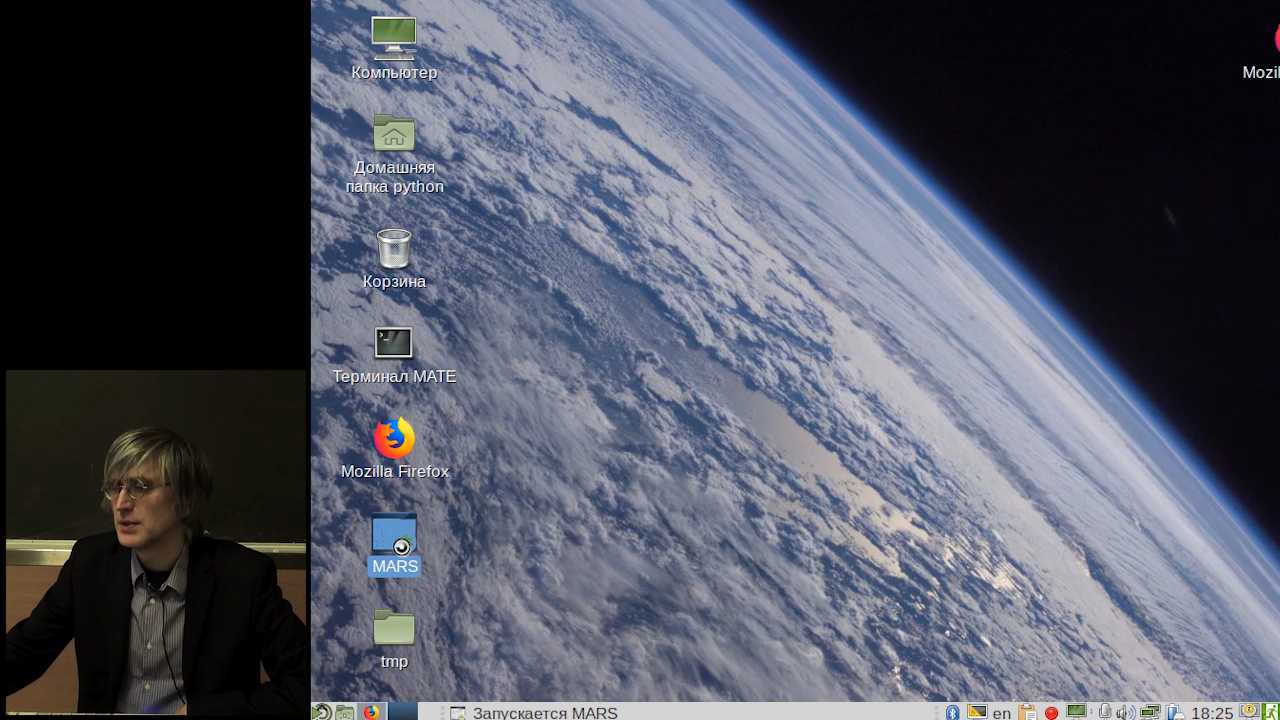 Компьютер
Mozil
Домашняя
папка python
Корзина
Терминал MATE
Mozilla Firefox
MARS
tmp
Запускается MARS
en
18:25